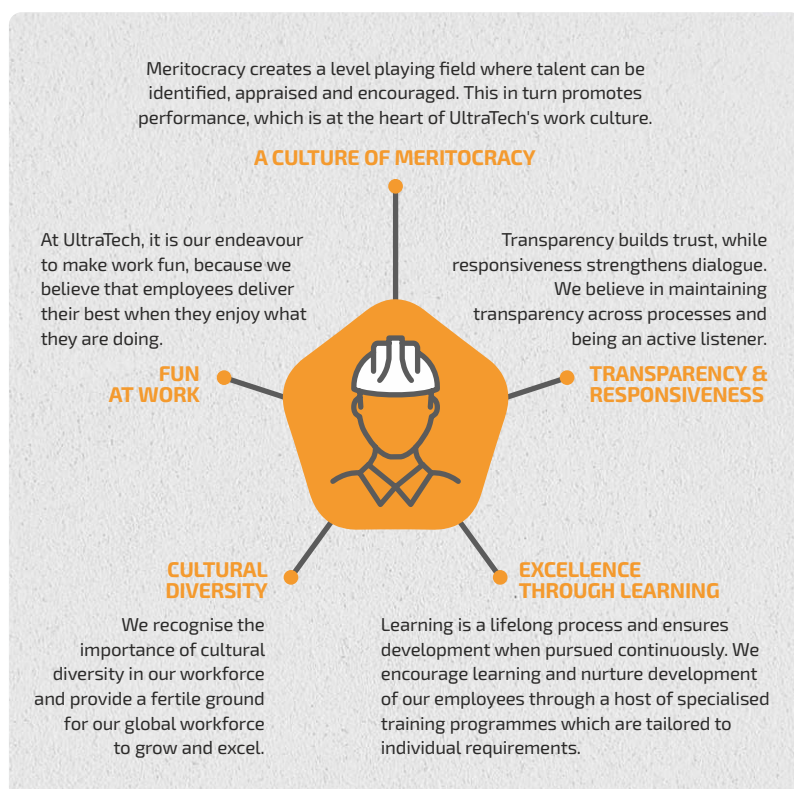 Meritocracy creates a level playing field where talent can be
identified, appraised and encouraged. This in turn promotes
performance, which is at the heart of UltraTech's work culture.
A CULTURE OF MERITOCRACY
At UltraTech, it is our endeavour
to make work fun, because we
believe that employees deliver
their best when they enjoy what
they are doing.
FUN
AT WORK
Transparency builds trust, while
responsiveness strengthens dialogue.
We believe in maintaining
transparency across processes and
being an active listener.
TRANSPARENCY &
RESPONSIVENESS
CULTURAL
DIVERSITY
We recognise the
importance of cultural
diversity in our workforce
and provide a fertile ground
for our global workforce
to grow and excel.
EXCELLENCE
.THROUGH LEARNING
Learning is a lifelong process and ensures
development when pursued continuously. We
encourage learning and nurture development
of our employees through a host of specialised
training programmes which are tailored to
individual requirements.